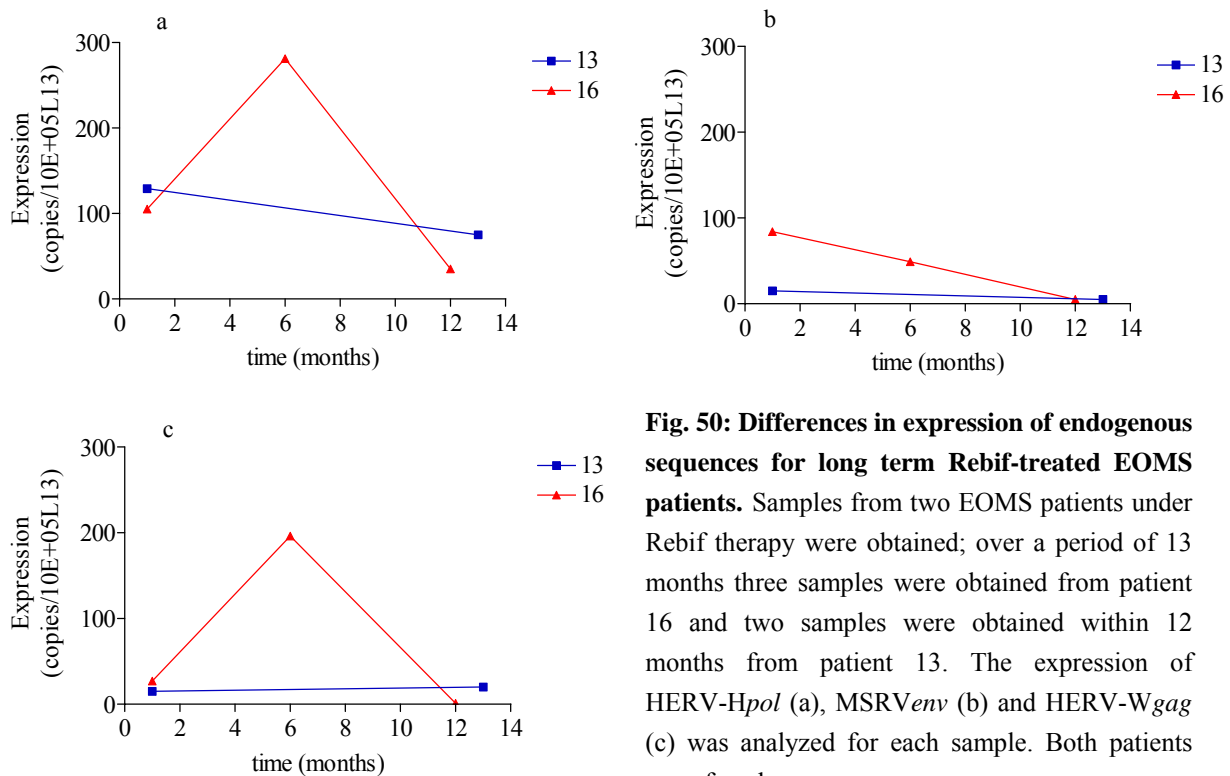 a
300
200
100
0
Expression
(copies/10E+05L13)
0 2 4 6 8 10 12 14
time (months)
13
16
b
300
200
100
0
Expression
(copies/10E+05L13)
0 2 4 6 8 10 12 14
time (months)
13
16
c
300
200
100
0
Expression
(copies/10E+05L13)
0 2 4 6 8 10 12 14
time (months)
13
16
Fig. 50: Differences in expression of endogenous
sequences for long term Rebif-treated EOMS
patients. Samples from two EOMS patients under
Rebif therapy were obtained; over a period of 13
months three samples were obtained from patient
16 and two samples were obtained within 12
months from patient 13. The expression of
HERV-Hpol (a), MSRVenv (b) and HERV-Wgag
(c) was analyzed for each sample. Both patients